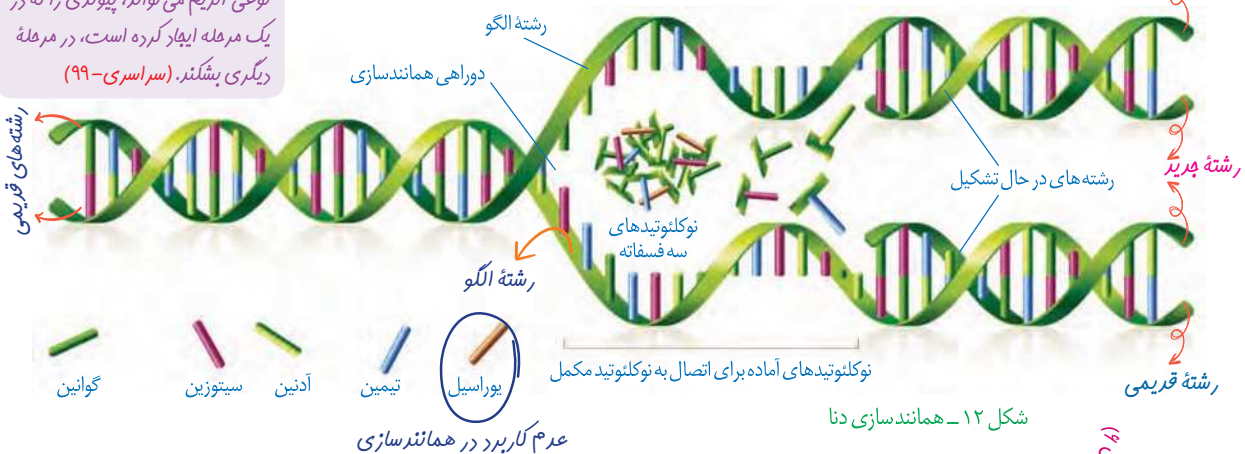 نوعی آنزیم می‌تواند، پیوندی را که در
یک مرحله ایجاد کرده است، در مرحلهٔ
دیگری بشکند. (سراسری-۹۹)
رشتهٔ الگو
دوراهی همانندسازی
رشته‌های قدیمی
رشتهٔ جدید
رشته‌های در حال تشکیل
نوکلئوتیدهای
سه فسفاته
رشتهٔ الگو
گوانین
سیتوزین
آدنین
تیمین
یوراسیل
نوکلئوتیدهای آماده برای اتصال به نوکلئوتید مکمل
رشتهٔ قدیمی
شکل ۱۲ــ همانندسازی دنا
عدم کاربرد در همانندسازی